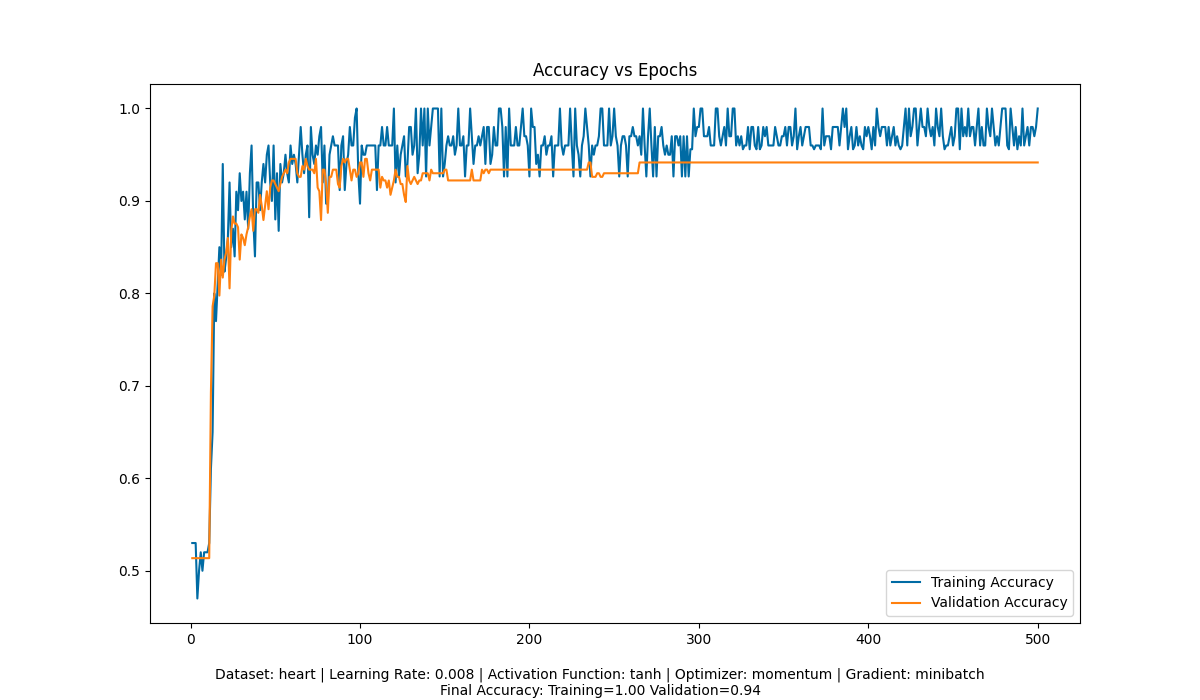 Accuracy vs Epochs
1.0
0.9
0.8
0.7
0.6
0.5
0
100
200
300
400
500
Training Accuracy
Validation Accuracy
Dataset: heart | Learning Rate: 0.008 | Activation Function: tanh | Optimizer: momentum | Gradient: minibatch
Final Accuracy: Training=1.00 Validation=0.94